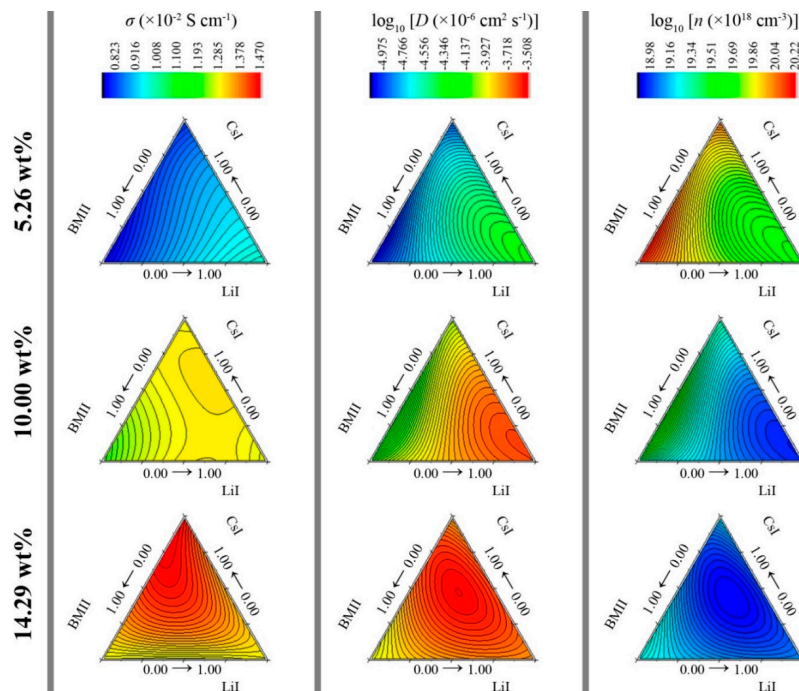 σ (×10⁻² S cm⁻¹)
0.823 0.916 1.008 1.100 1.193 1.285 1.378 1.470
log₁₀ [D (×10⁻⁶ cm² s⁻¹)
-4.975 -4.766 -4.556 -4.346 -4.137 -3.927 -3.718 -3.508
log₁₀ [n (×10¹⁸ cm⁻³)
18.98 19.16 19.34 19.51 19.69 19.86 20.04 20.22
5.26 wt%
CsI
BMII
1.00 ← 0.00
1.00 ← 0.00
0.00 → 1.00
LiI
CsI
BMII
1.00 ← 0.00
1.00 ← 0.00
0.00 → 1.00
LiI
CsI
BMII
1.00 ← 0.00
1.00 ← 0.00
0.00 → 1.00
LiI
10.00 wt%
CsI
BMII
1.00 ← 0.00
1.00 ← 0.00
0.00 → 1.00
LiI
CsI
BMII
1.00 ← 0.00
1.00 ← 0.00
0.00 → 1.00
LiI
CsI
BMII
1.00 ← 0.00
1.00 ← 0.00
0.00 → 1.00
LiI
14.29 wt%
CsI
BMII
1.00 ← 0.00
1.00 ← 0.00
0.00 → 1.00
LiI
CsI
BMII
1.00 ← 0.00
1.00 ← 0.00
0.00 → 1.00
LiI
CsI
BMII
1.00 ← 0.00
1.00 ← 0.00
0.00 → 1.00
LiI